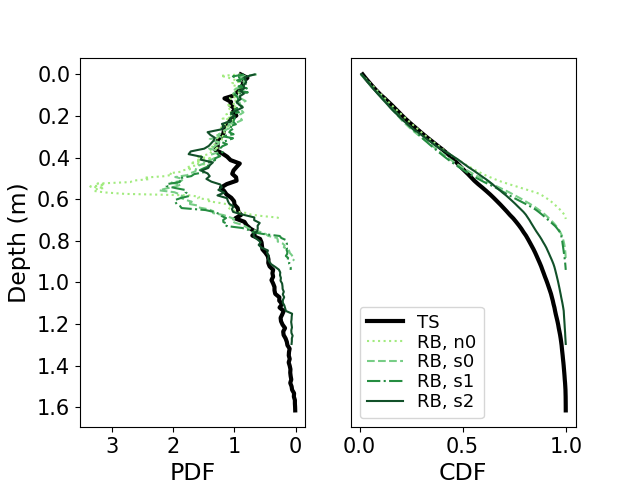 0.0
0.2
0.4
0.6
0.8
1.0
1.2
1.4
1.6
Depth (m)
3 2 1 0
PDF
TS
RB, n0
RB, s0
RB, s1
RB, s2
0.0 0.5 1.0
CDF